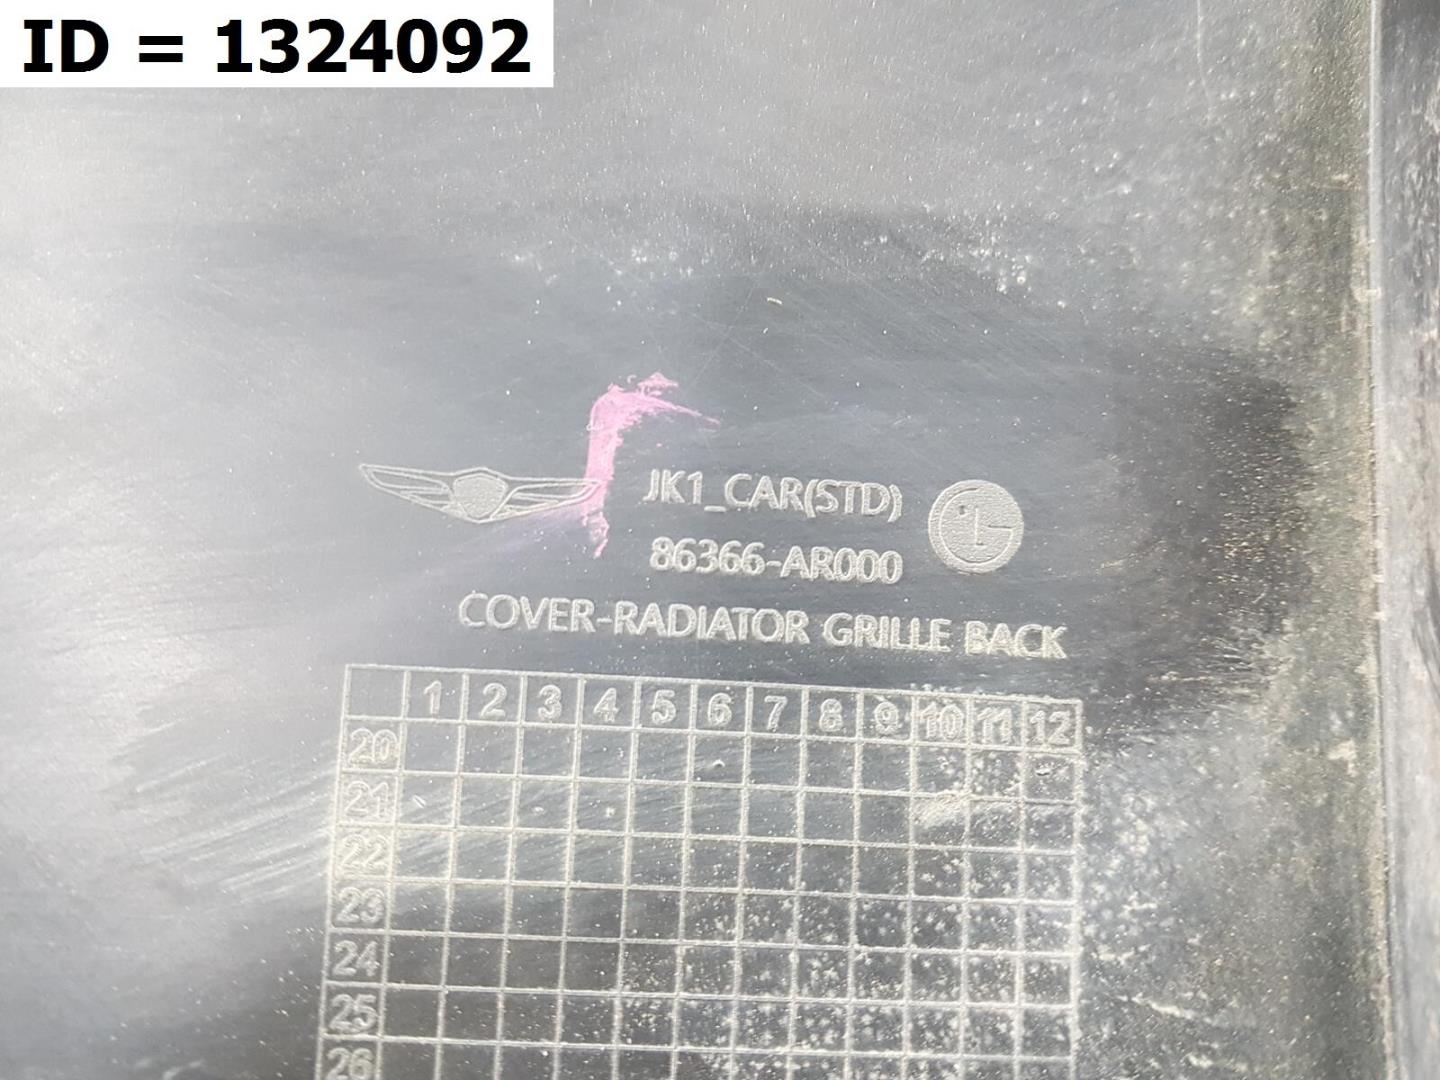 ID = 1324092
JK1_CAR(STD)
86366-AR000
COVER-RADIATOR GRILLE BACK
1 2 3 4 5 6 7 8 9 10 11 12
20
21
22
23
24
25
26